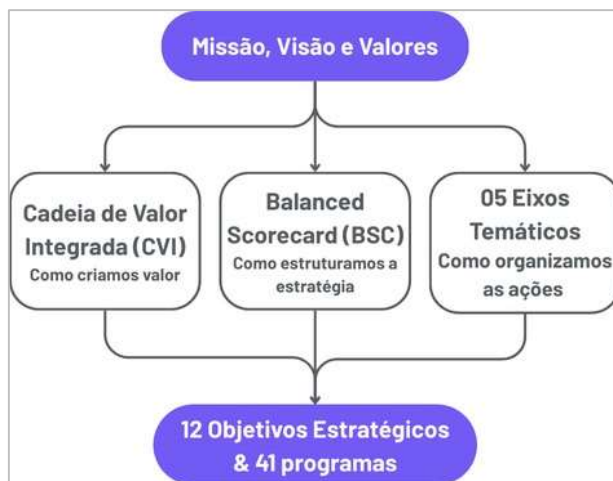 Missão, Visão e Valores
Cadeia de Valor
Integrada (CVI)
Como criamos valor
Balanced
Scorecard (BSC)
Como estruturamos a
estratégia
05 Eixos
Temáticos
Como organizamos
as ações
12 Objetivos Estratégicos
& 41 programas